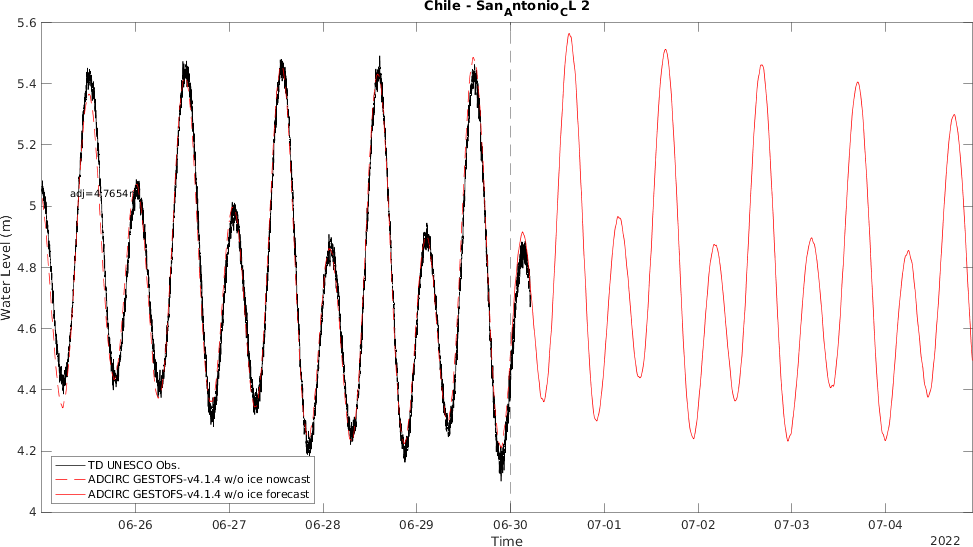 Chile - SanAntonioCL 2
5.6
5.4
5.2
5
4.8
4.6
4.4
4.2
4
Water Level (m)
adj=4.7654m
TD UNESCO Obs.
ADCIRC GESTOFS-v4.1.4 w/o ice nowcast
ADCIRC GESTOFS-v4.1.4 w/o ice forecast
06-26 06-27 06-28 06-29 06-30 07-01 07-02 07-03 07-04
Time
2022